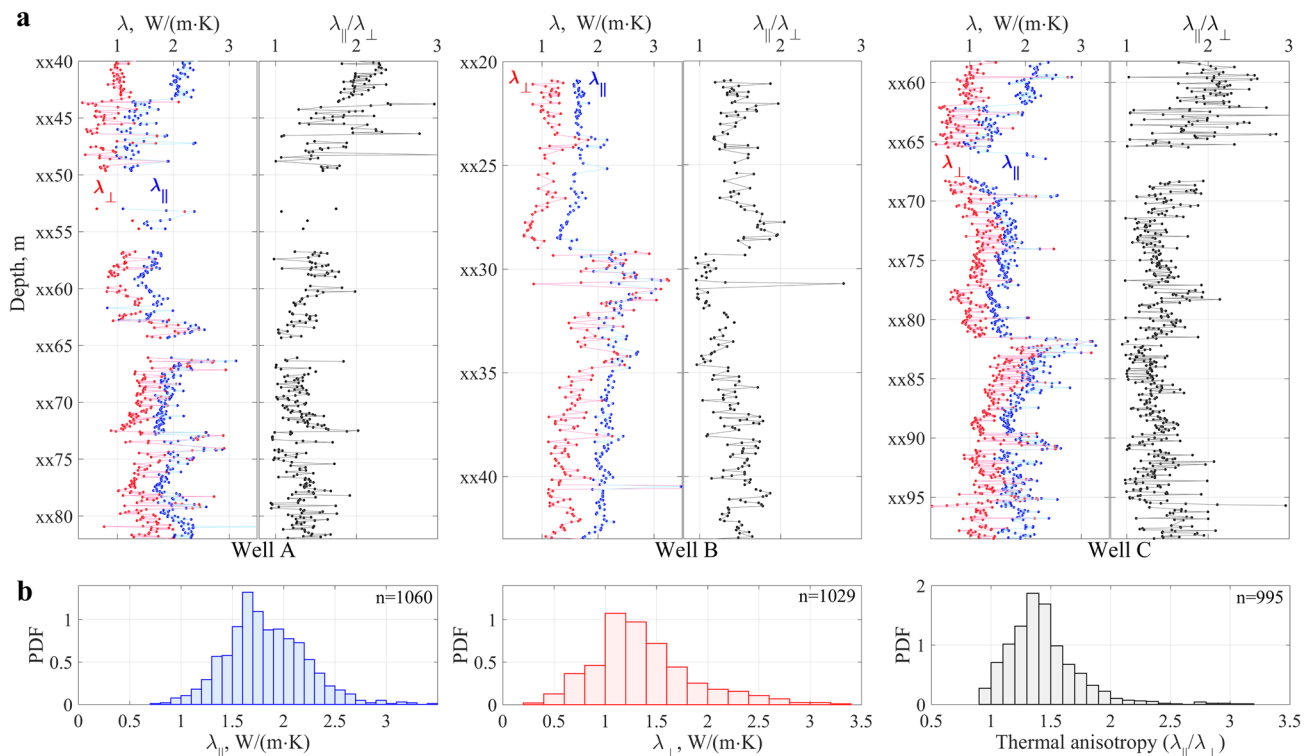 a
λ, W/(m·K)
λ∥/λ⊥
λ, W/(m·K)
λ∥/λ⊥
λ, W/(m·K)
λ∥/λ⊥
1 2 3 1 2 3
1 2 3 1 2 3
1 2 3 1 2 3
Depth, m
xx40
xx45
xx50
xx55
xx60
xx65
xx70
xx75
xx80
λ⊥
λ∥
Well A
xx20
xx25
xx30
xx35
xx40
λ⊥
λ∥
Well B
xx60
xx65
xx70
xx75
xx80
xx85
xx90
xx95
λ⊥
λ∥
Well C
b
PDF
1
0.5
0
n=1060
0 0.5 1 1.5 2 2.5 3
λ∥, W/(m·K)
PDF
1
0.5
0
n=1029
0 0.5 1 1.5 2 2.5 3 3.5
λ⊥, W/(m·K)
PDF
2
1
0
n=995
0.5 1 1.5 2 2.5 3 3.5
Thermal anisotropy (λ∥/λ⊥)